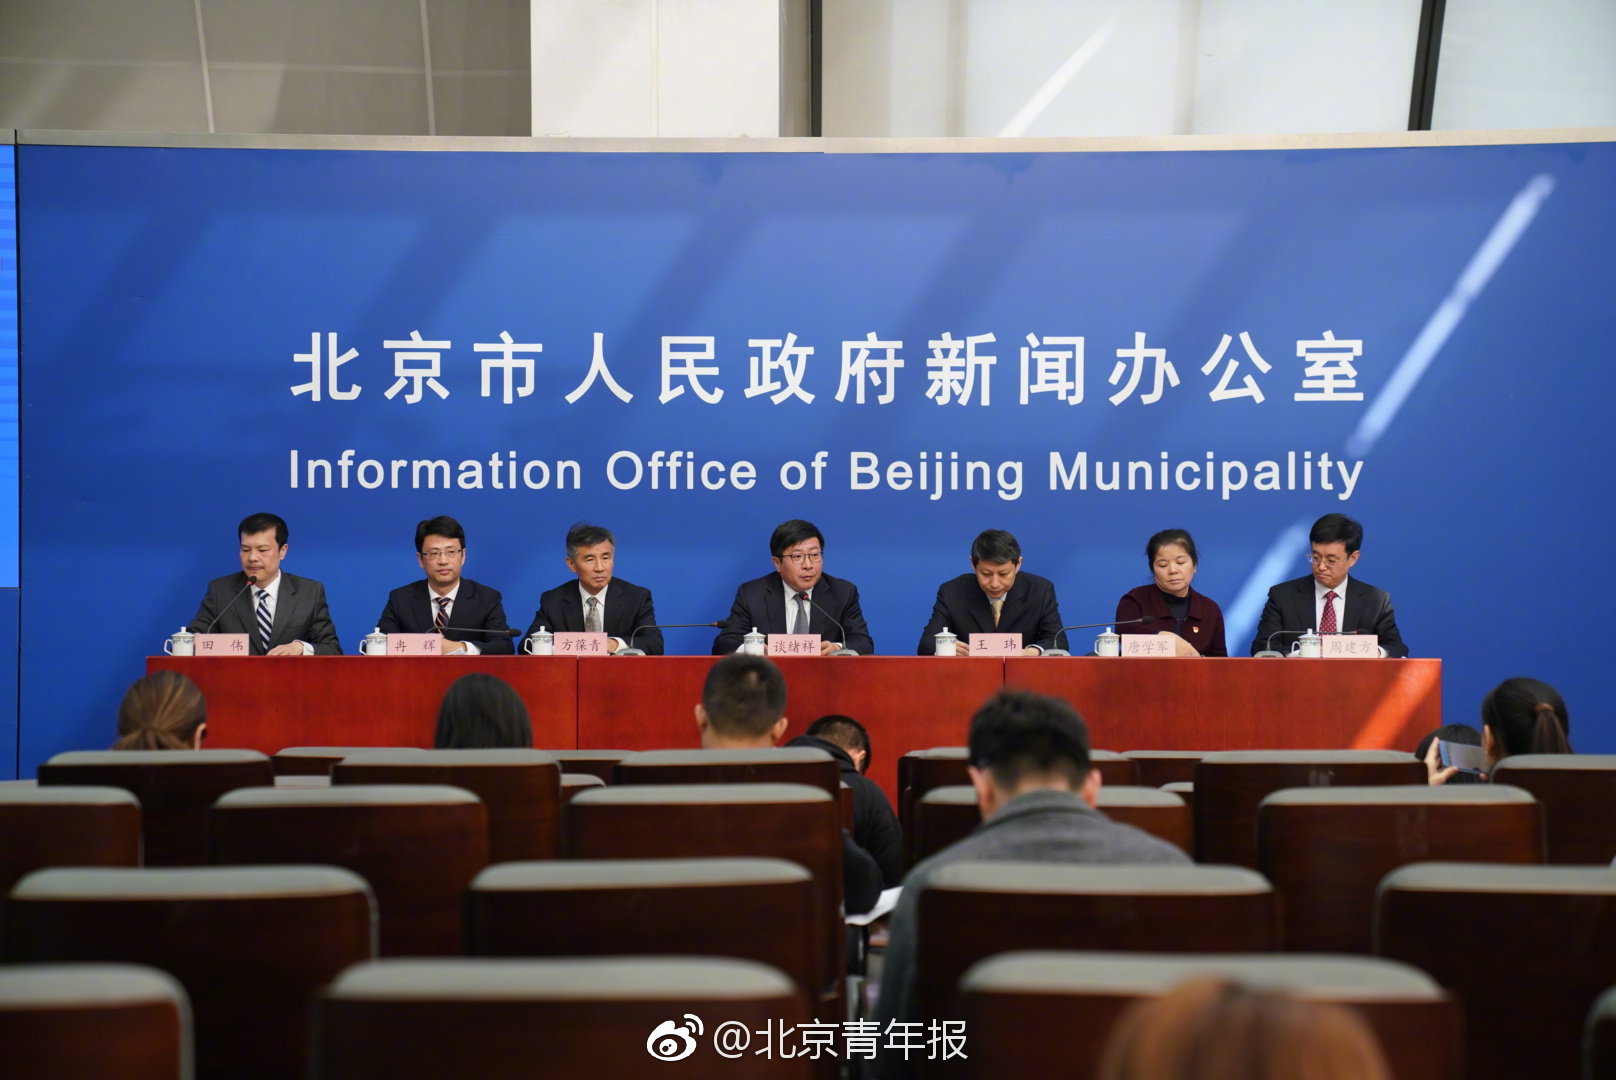 北京市人民政府新闻办公室
Information Office of Beijing Municipality
田 伟
冉 辉
方葆青
谈绪祥
王 玮
唐学军
周建方
@北京青年报